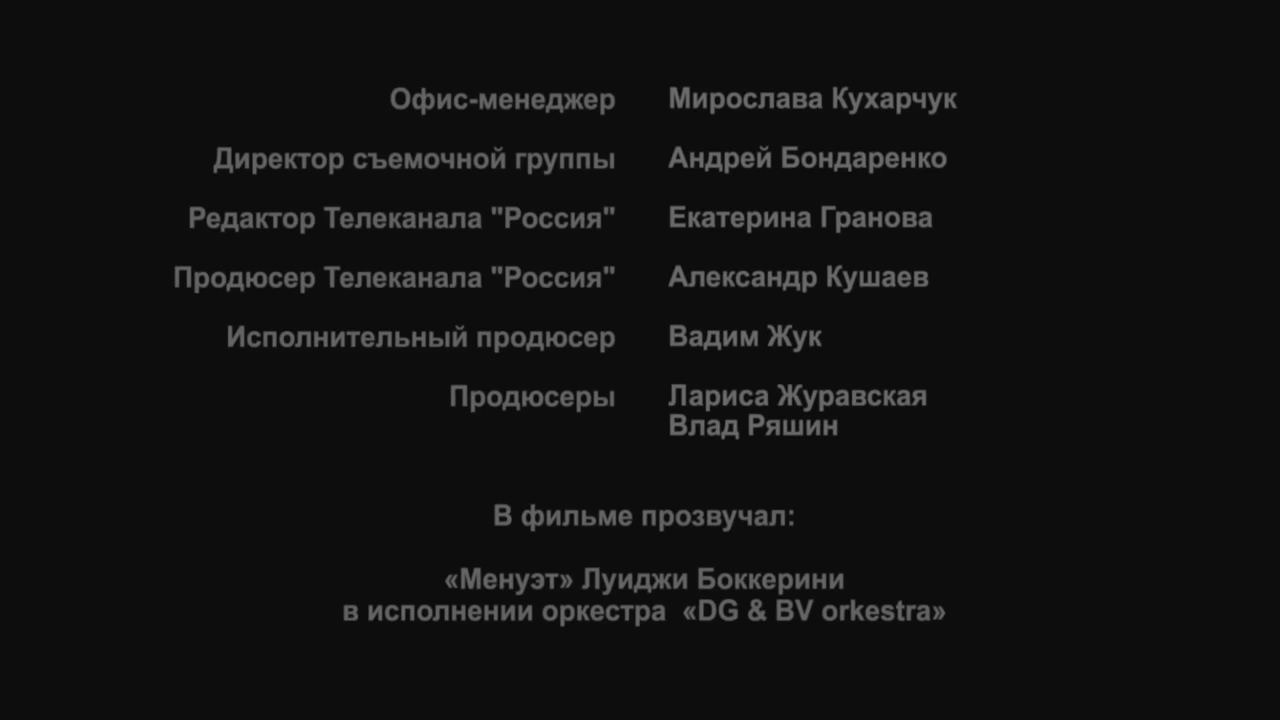 Офис-менеджер Мирослава Кухарчук
Директор съемочной группы Андрей Бондаренко
Редактор Телеканала "Россия" Екатерина Гранова
Продюсер Телеканала "Россия" Александр Кушаев
Исполнительный продюсер Вадим Жук
Продюсеры Лариса Журавская
Влад Ряшин
В фильме прозвучал:
«Менуэт» Луиджи Боккерини
в исполнении оркестра «DG & BV orkestra»